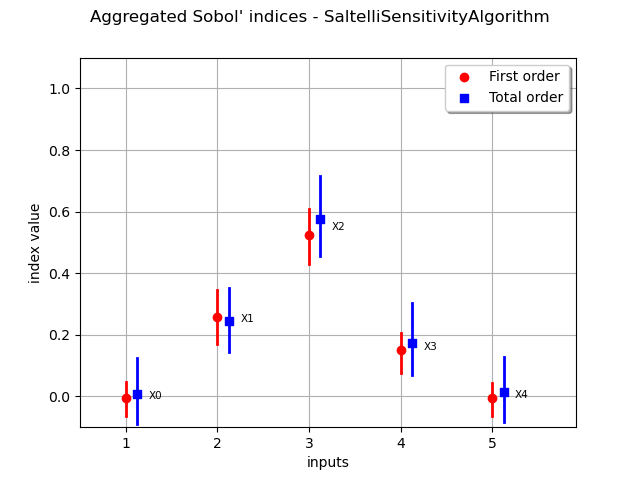 Aggregated Sobol' indices - SaltelliSensitivityAlgorithm
First order
Total order
1.0
0.8
0.6
0.4
0.2
0.0
index value
X0
X1
X2
X3
X4
1 2 3 4 5
inputs